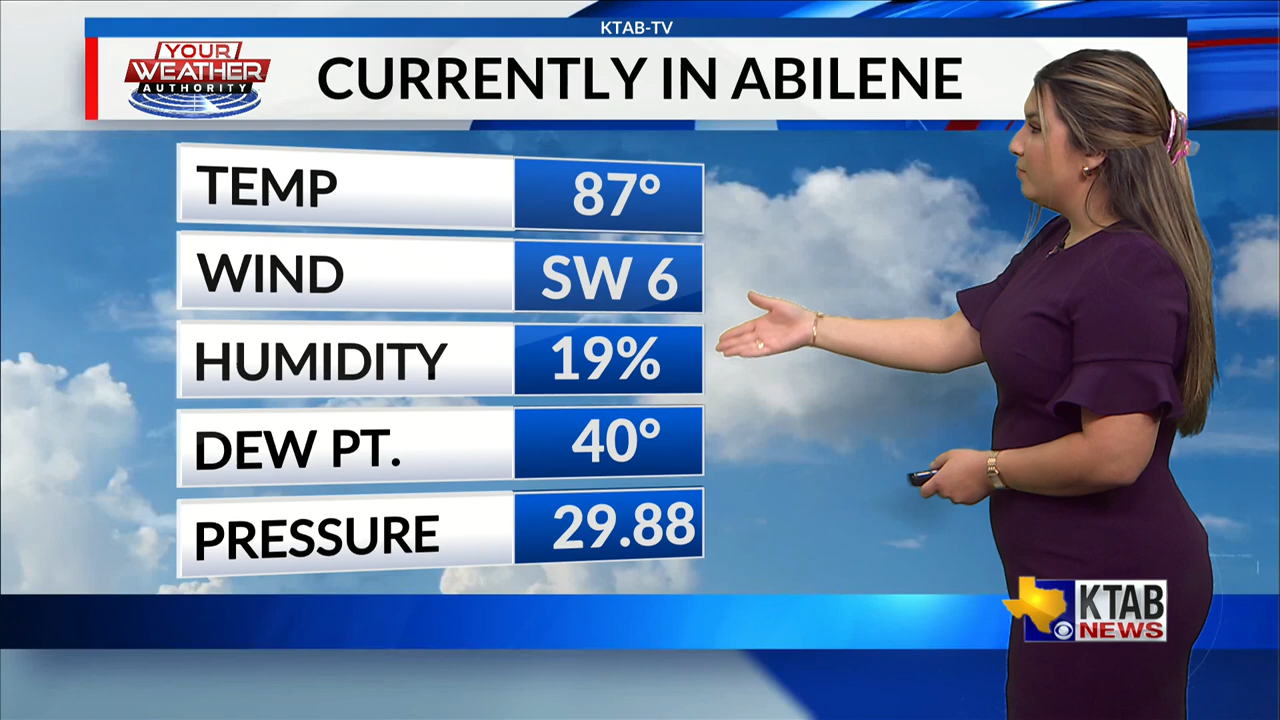 KTAB-TV
YOUR
WEATHER
AUTHORITY
CURRENTLY IN ABILENE
TEMP 87°
WIND SW 6
HUMIDITY 19%
DEW PT. 40°
PRESSURE 29.88
KTAB
NEWS